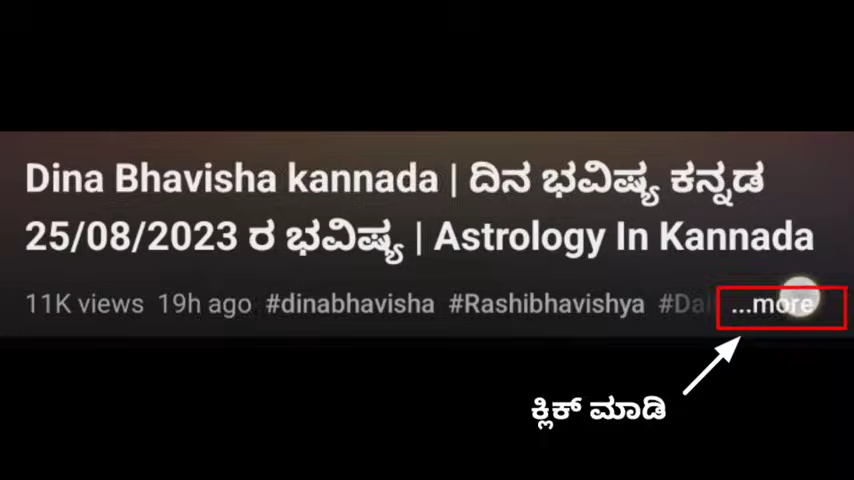 Dina Bhavisha kannada | ದಿನ ಭವಿಷ್ಯ ಕನ್ನಡ
25/08/2023 ರ ಭವಿಷ್ಯ | Astrology In Kannada
11K views 19h ago #dinabhavisha #Rashibhavishya ...more
ಕ್ಲಿಕ್ ಮಾಡಿ